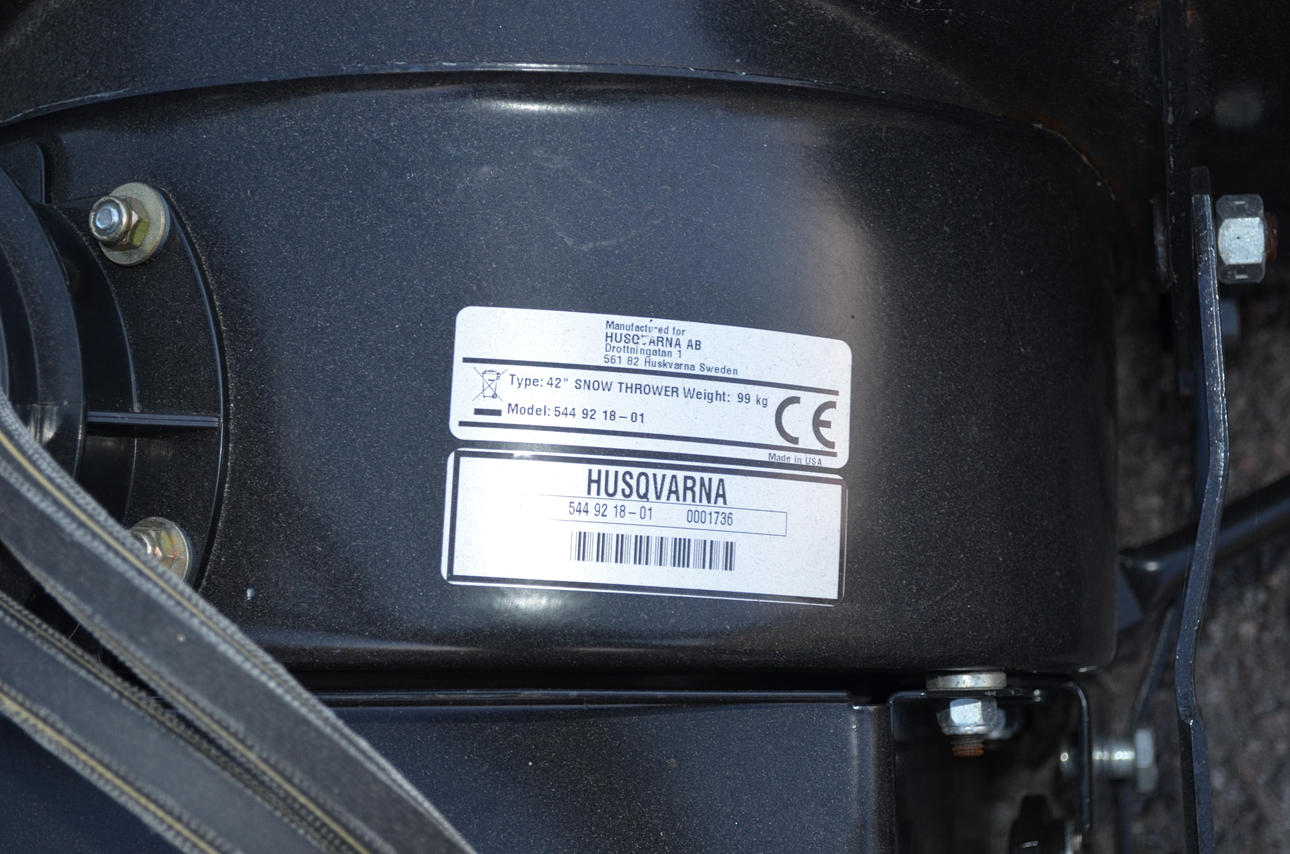 Manufactured for
HUSQVARNA AB
Drottningatan 1
561 82 Huskvarna Sweden
Type: 42" SNOW THROWER Weight: 99 kg
Model: 544 92 18-01
CE
Made in USA
HUSQVARNA
544 92 18-01 0001736